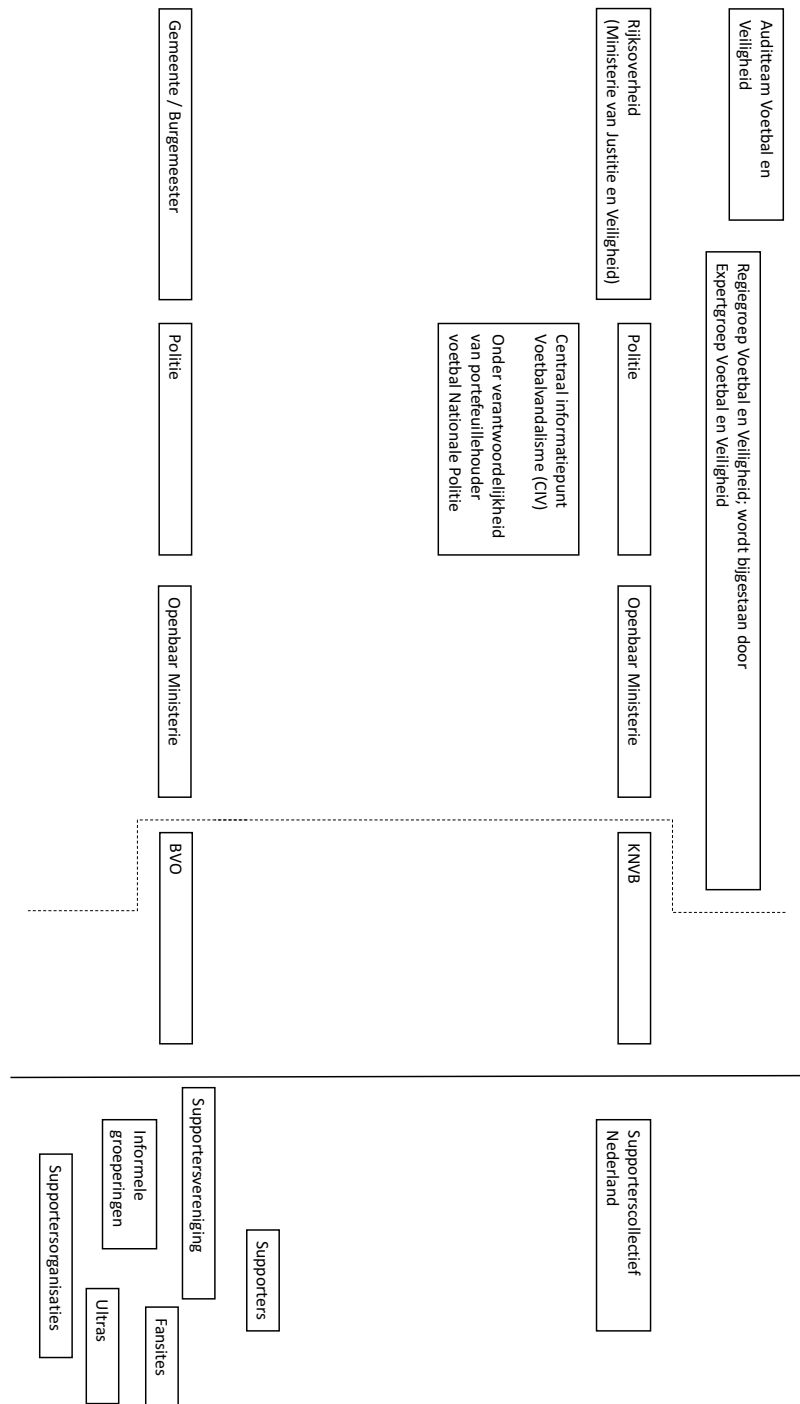 Auditteam Voetbal en
Veiligheid
Regiegroep Voetbal en Veiligheid; wordt bijgestaan door
Expertgroep Voetbal en Veiligheid
Rijksoverheid
(Ministerie van Justitie en Veiligheid)
Politie
Openbaar Ministerie
KNVB
Supporterscollectief
Nederland
Centraal informatiepunt
Voetbalvandalisme (CIV)
Onder verantwoordelijkheid
van portefeuillehouder
voetbal Nationale Politie
Gemeente / Burgemeester
Politie
Openbaar Ministerie
BVO
Supporters
Supportersvereniging
Fansites
Informele
groeperingen
Ultras
Supportersorganisaties